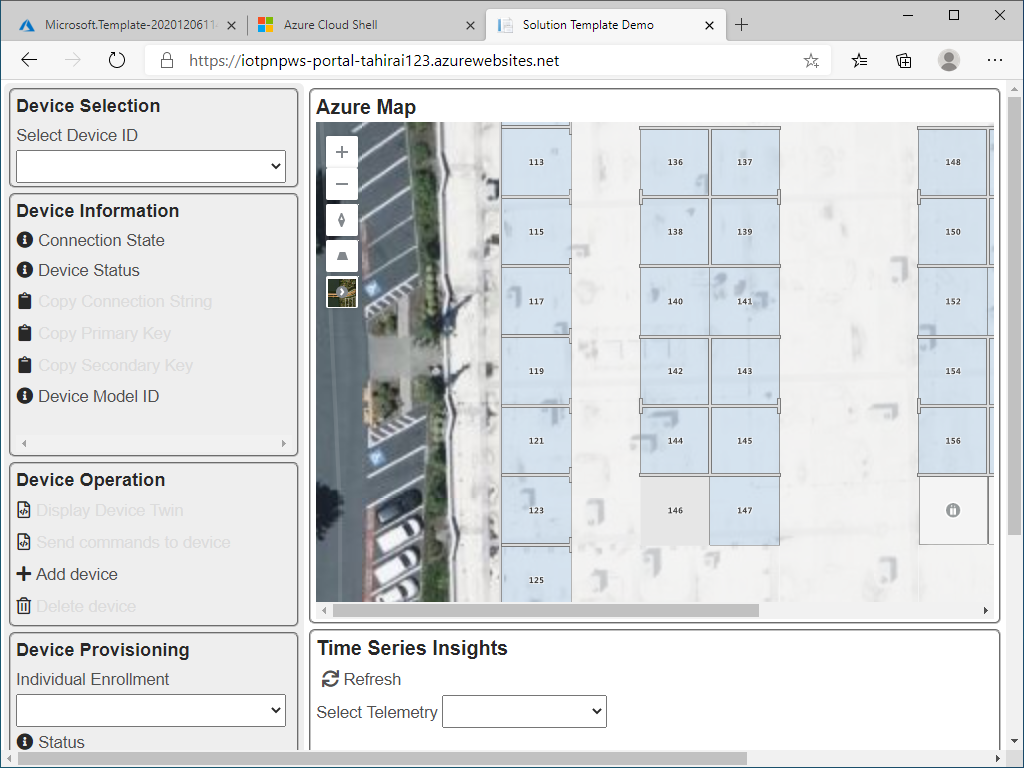 Microsoft.Template-2020120611
Azure Cloud Shell
Solution Template Demo
https://iotpnpws-portal-tahirai123.azurewebsites.net
Device Selection
Select Device ID
Device Information
Connection State
Device Status
Copy Connection String
Copy Primary Key
Copy Secondary Key
Device Model ID
Device Operation
Display Device Twin
Send commands to device
Add device
Delete device
Device Provisioning
Individual Enrollment
Status
Azure Map
113 136 137 148
115 138 139 150
117 140 141 152
119 142 143 154
121 144 145 156
123 146 147
125
Time Series Insights
Refresh
Select Telemetry